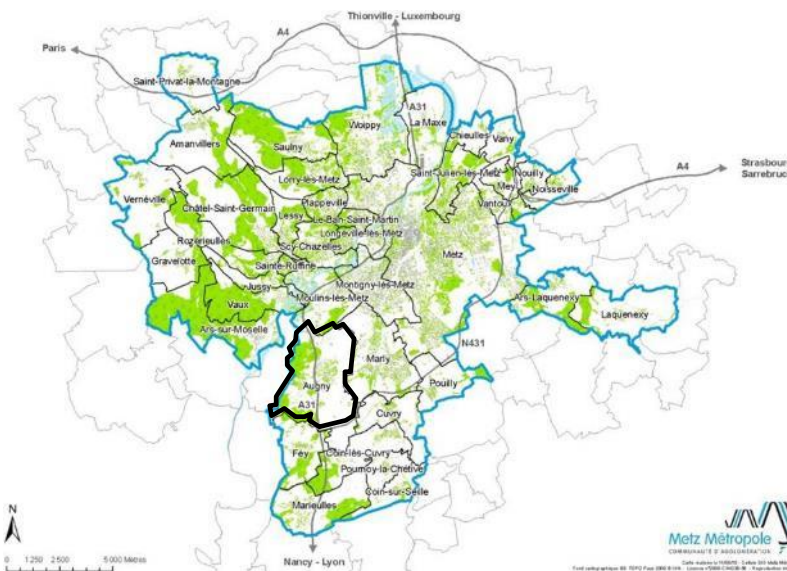 Thionville - Luxembourg
Paris
A4
Saint-Privat-la-Montagne
A31
Woippy
La Maxe
Amanvillers
Saulny
Chieulles
Vany
Saint-Julien-lès-Metz
Nouilly
A4
Strasbourg
Sarrebruc
Lorry-lès-Metz
Mey
Noisseville
Vernéville
Plappeville
Vantoux
Châtel-Saint-Germain
Lessy
Le-Ban-Saint-Martin
Longeville-lès-Metz
Rozérieulles
Scy-Chazelles
Metz
Gravelotte
Sainte-Ruffine
Jussy
Montigny-lès-Metz
Moulins-lès-Metz
Vaux
Ars-Laquenexy
Laquenexy
Ars-sur-Moselle
N431
Marly
Augny
Pouilly
A31
Cuvry
Féy
Coin-lès-Cuvry
Pournoy-la-Chétive
Coin-sur-Seille
Marieulles
N
0 1 250 2 500 5 000 Mètres
Nancy - Lyon
Metz Métropole
COMMUNAUTÉ D'AGGLOMÉRATION